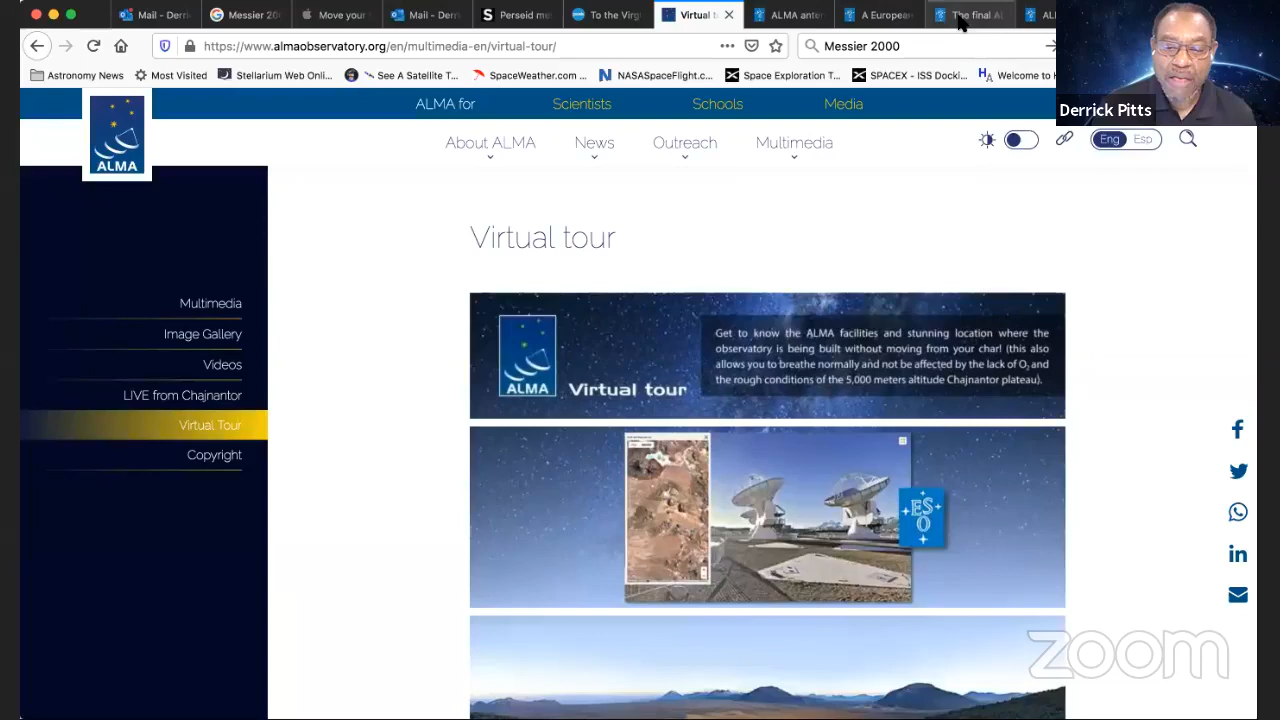 Mail - Derri
Messier 200
Move your
Mail - Derr
Perseid me
To the Virg
Virtual t
ALMA anter
A European
The final AL
https://www.almaobservatory.org/en/multimedia-en/virtual-tour/
Messier 2000
Astronomy News
Most Visited
Stellarium Web Onli...
See A Satellite T...
SpaceWeather.com ...
NASASpaceFlight.c...
Space Exploration T...
SPACEX - ISS Docki...
Welcome to H
Derrick Pitts
ALMA for
Scientists
Schools
Media
ALMA
About ALMA
News
Outreach
Multimedia
Eng
Esp
Virtual tour
Multimedia
Image Gallery
Videos
LIVE from Chajnantor
Virtual Tour
Copyright
ALMA
Virtual tour
Get to know the ALMA facilities and stunning location where the
observatory is being built without moving from your char! (this also
allows you to breathe normally and not be affected by the lack of O2 and
the rough conditions of the 5,000 meters altitude Chajnantor plateau).
ES
O
zoom